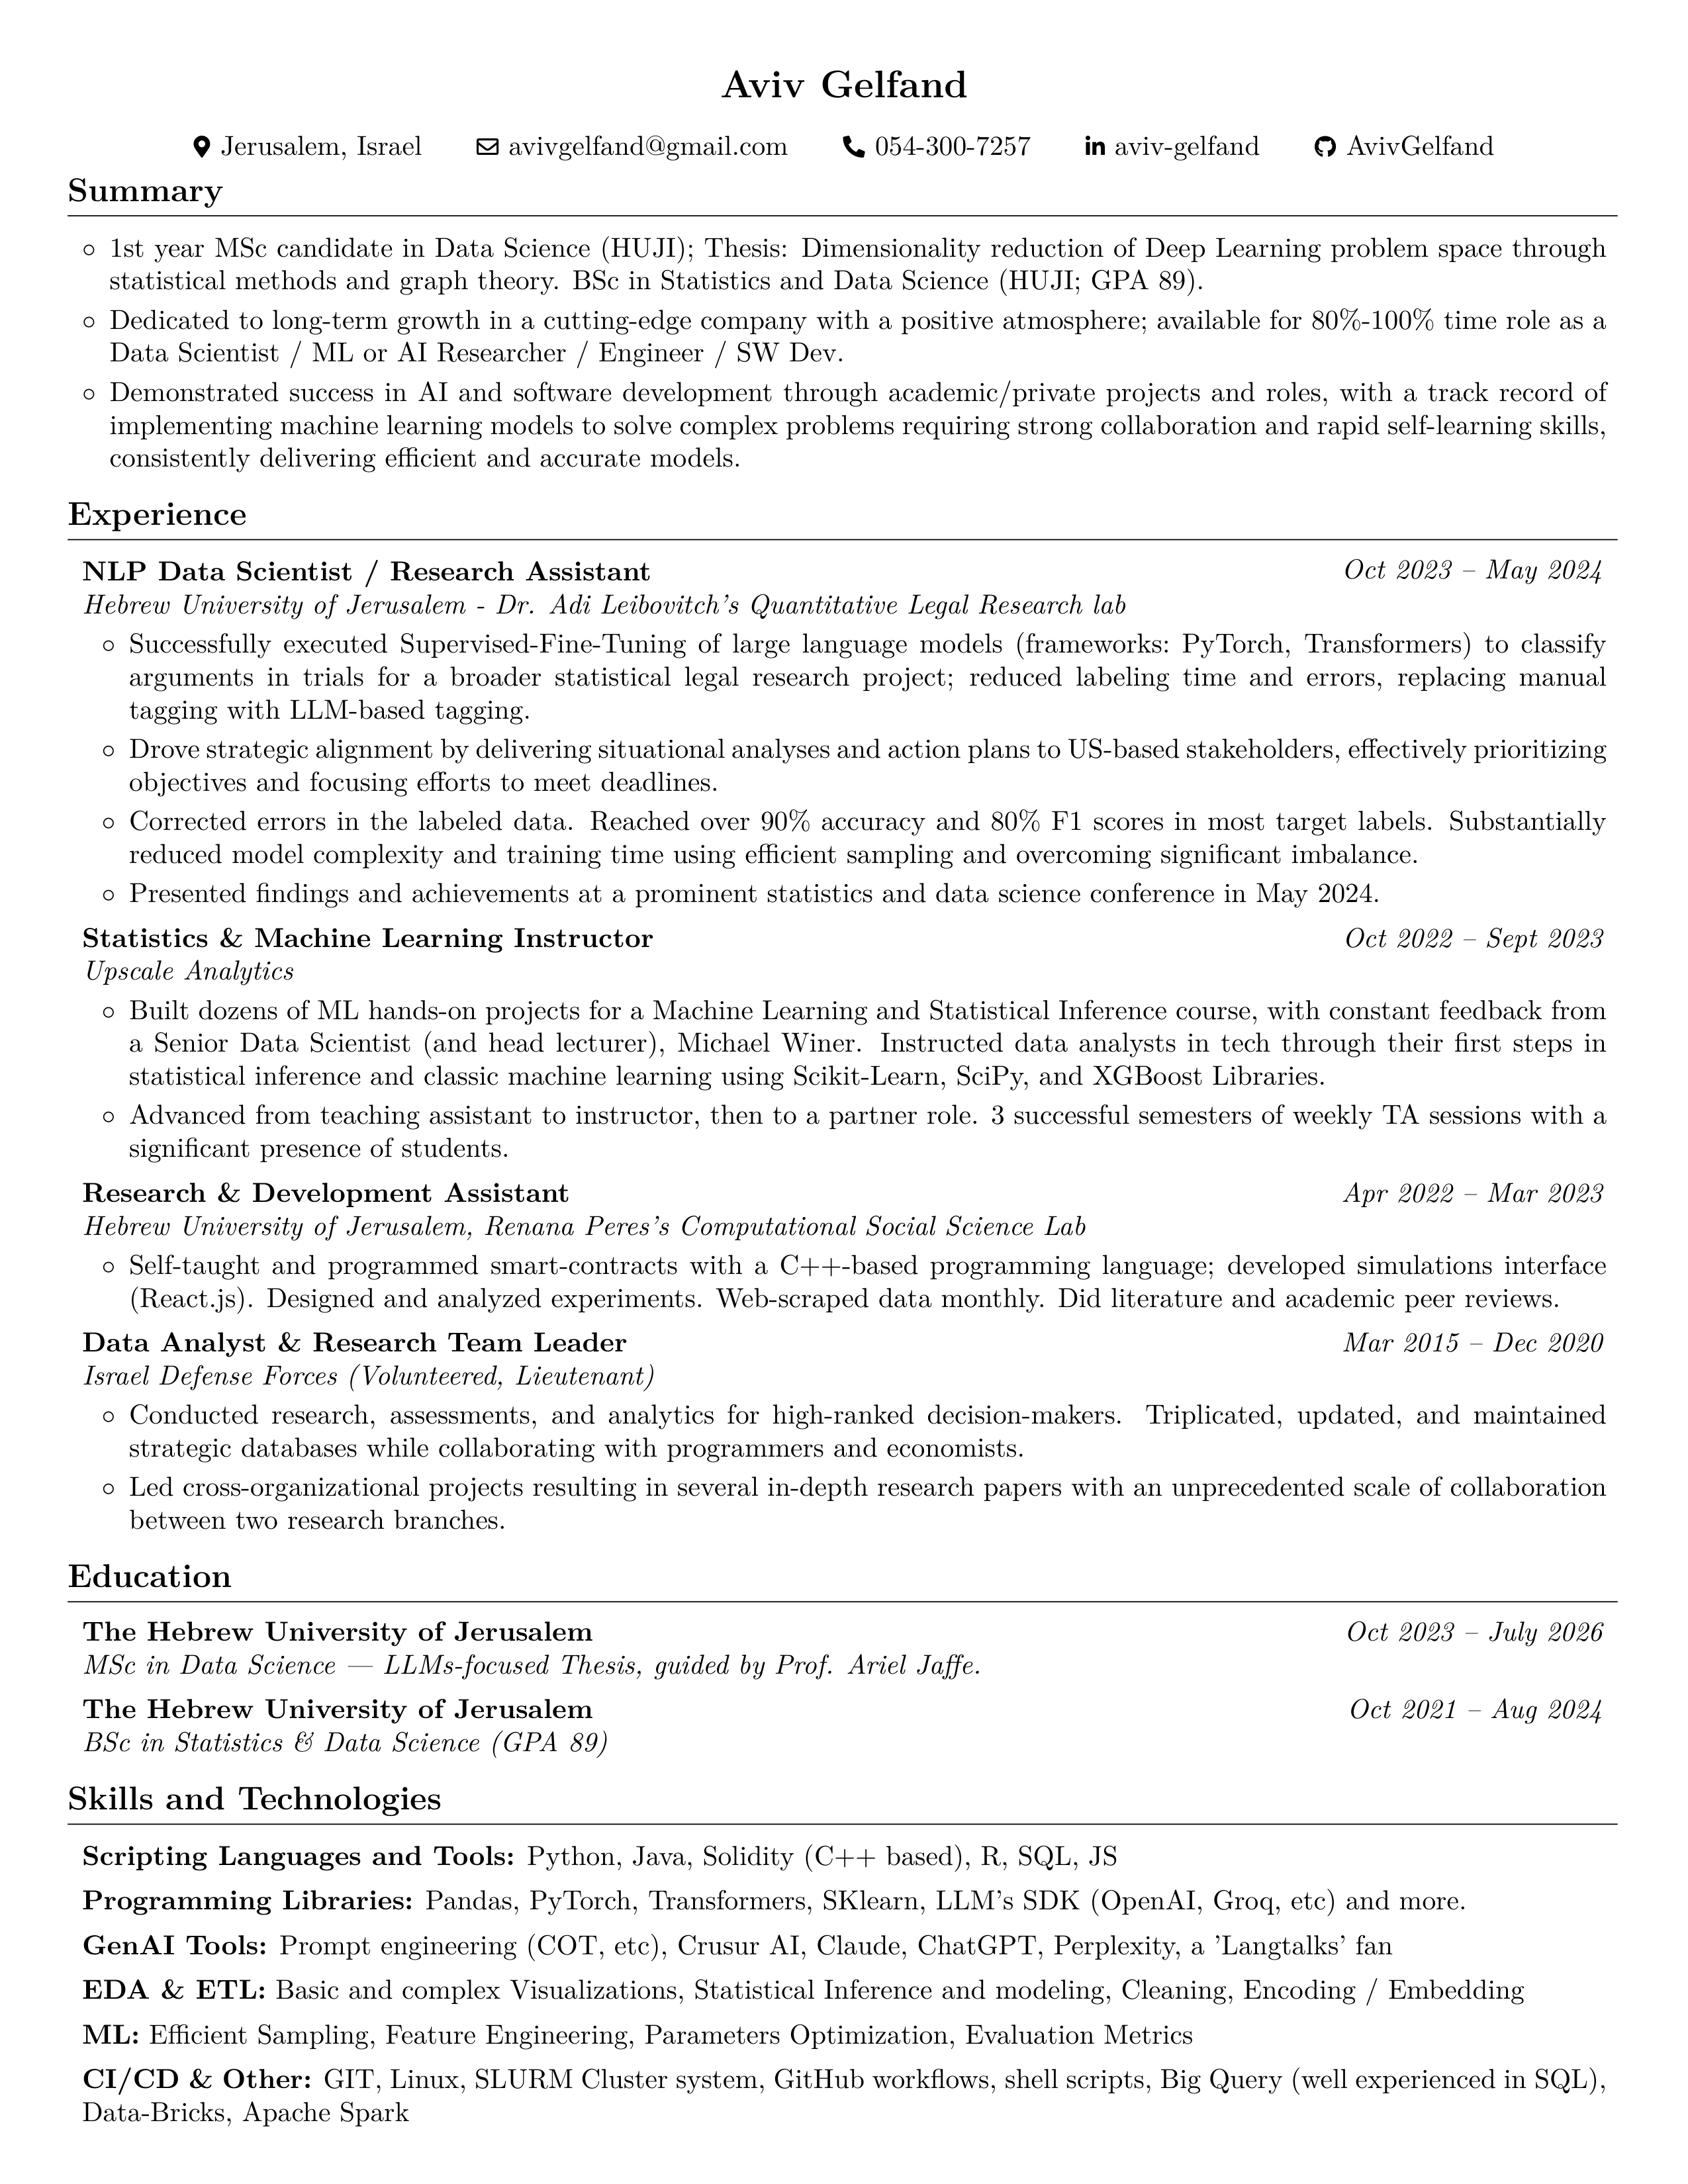 Aviv Gelfand
Jerusalem, Israel avivgelfand@gmail.com 054-300-7257 aviv-gelfand AvivGelfand
Summary
◦ 1st year MSc candidate in Data Science (HUJI); Thesis: Dimensionality reduction of Deep Learning problem space through
statistical methods and graph theory. BSc in Statistics and Data Science (HUJI; GPA 89).
◦ Dedicated to long-term growth in a cutting-edge company with a positive atmosphere; available for 80%-100% time role as a
Data Scientist / ML or AI Researcher / Engineer / SW Dev.
◦ Demonstrated success in AI and software development through academic/private projects and roles, with a track record of
implementing machine learning models to solve complex problems requiring strong collaboration and rapid self-learning skills,
consistently delivering efficient and accurate models.
Experience
NLP Data Scientist / Research Assistant Oct 2023 – May 2024
Hebrew University of Jerusalem - Dr. Adi Leibovitch's Quantitative Legal Research lab
◦ Successfully executed Supervised-Fine-Tuning of large language models (frameworks: PyTorch, Transformers) to classify
arguments in trials for a broader statistical legal research project; reduced labeling time and errors, replacing manual
tagging with LLM-based tagging.
◦ Drove strategic alignment by delivering situational analyses and action plans to US-based stakeholders, effectively prioritizing
objectives and focusing efforts to meet deadlines.
◦ Corrected errors in the labeled data. Reached over 90% accuracy and 80% F1 scores in most target labels. Substantially
reduced model complexity and training time using efficient sampling and overcoming significant imbalance.
◦ Presented findings and achievements at a prominent statistics and data science conference in May 2024.
Statistics & Machine Learning Instructor Oct 2022 – Sept 2023
Upscale Analytics
◦ Built dozens of ML hands-on projects for a Machine Learning and Statistical Inference course, with constant feedback from
a Senior Data Scientist (and head lecturer), Michael Winer. Instructed data analysts in tech through their first steps in
statistical inference and classic machine learning using Scikit-Learn, SciPy, and XGBoost Libraries.
◦ Advanced from teaching assistant to instructor, then to a partner role. 3 successful semesters of weekly TA sessions with a
significant presence of students.
Research & Development Assistant Apr 2022 – Mar 2023
Hebrew University of Jerusalem, Renana Peres's Computational Social Science Lab
◦ Self-taught and programmed smart-contracts with a C++-based programming language; developed simulations interface
(React.js). Designed and analyzed experiments. Web-scraped data monthly. Did literature and academic peer reviews.
Data Analyst & Research Team Leader Mar 2015 – Dec 2020
Israel Defense Forces (Volunteered, Lieutenant)
◦ Conducted research, assessments, and analytics for high-ranked decision-makers. Triplicated, updated, and maintained
strategic databases while collaborating with programmers and economists.
◦ Led cross-organizational projects resulting in several in-depth research papers with an unprecedented scale of collaboration
between two research branches.
Education
The Hebrew University of Jerusalem Oct 2023 – July 2026
MSc in Data Science — LLMs-focused Thesis, guided by Prof. Ariel Jaffe.
The Hebrew University of Jerusalem Oct 2021 – Aug 2024
BSc in Statistics & Data Science (GPA 89)
Skills and Technologies
Scripting Languages and Tools: Python, Java, Solidity (C++ based), R, SQL, JS
Programming Libraries: Pandas, PyTorch, Transformers, SKlearn, LLM's SDK (OpenAI, Groq, etc) and more.
GenAI Tools: Prompt engineering (COT, etc), Crusur AI, Claude, ChatGPT, Perplexity, a 'Langtalks' fan
EDA & ETL: Basic and complex Visualizations, Statistical Inference and modeling, Cleaning, Encoding / Embedding
ML: Efficient Sampling, Feature Engineering, Parameters Optimization, Evaluation Metrics
CI/CD & Other: GIT, Linux, SLURM Cluster system, GitHub workflows, shell scripts, Big Query (well experienced in SQL),
Data-Bricks, Apache Spark